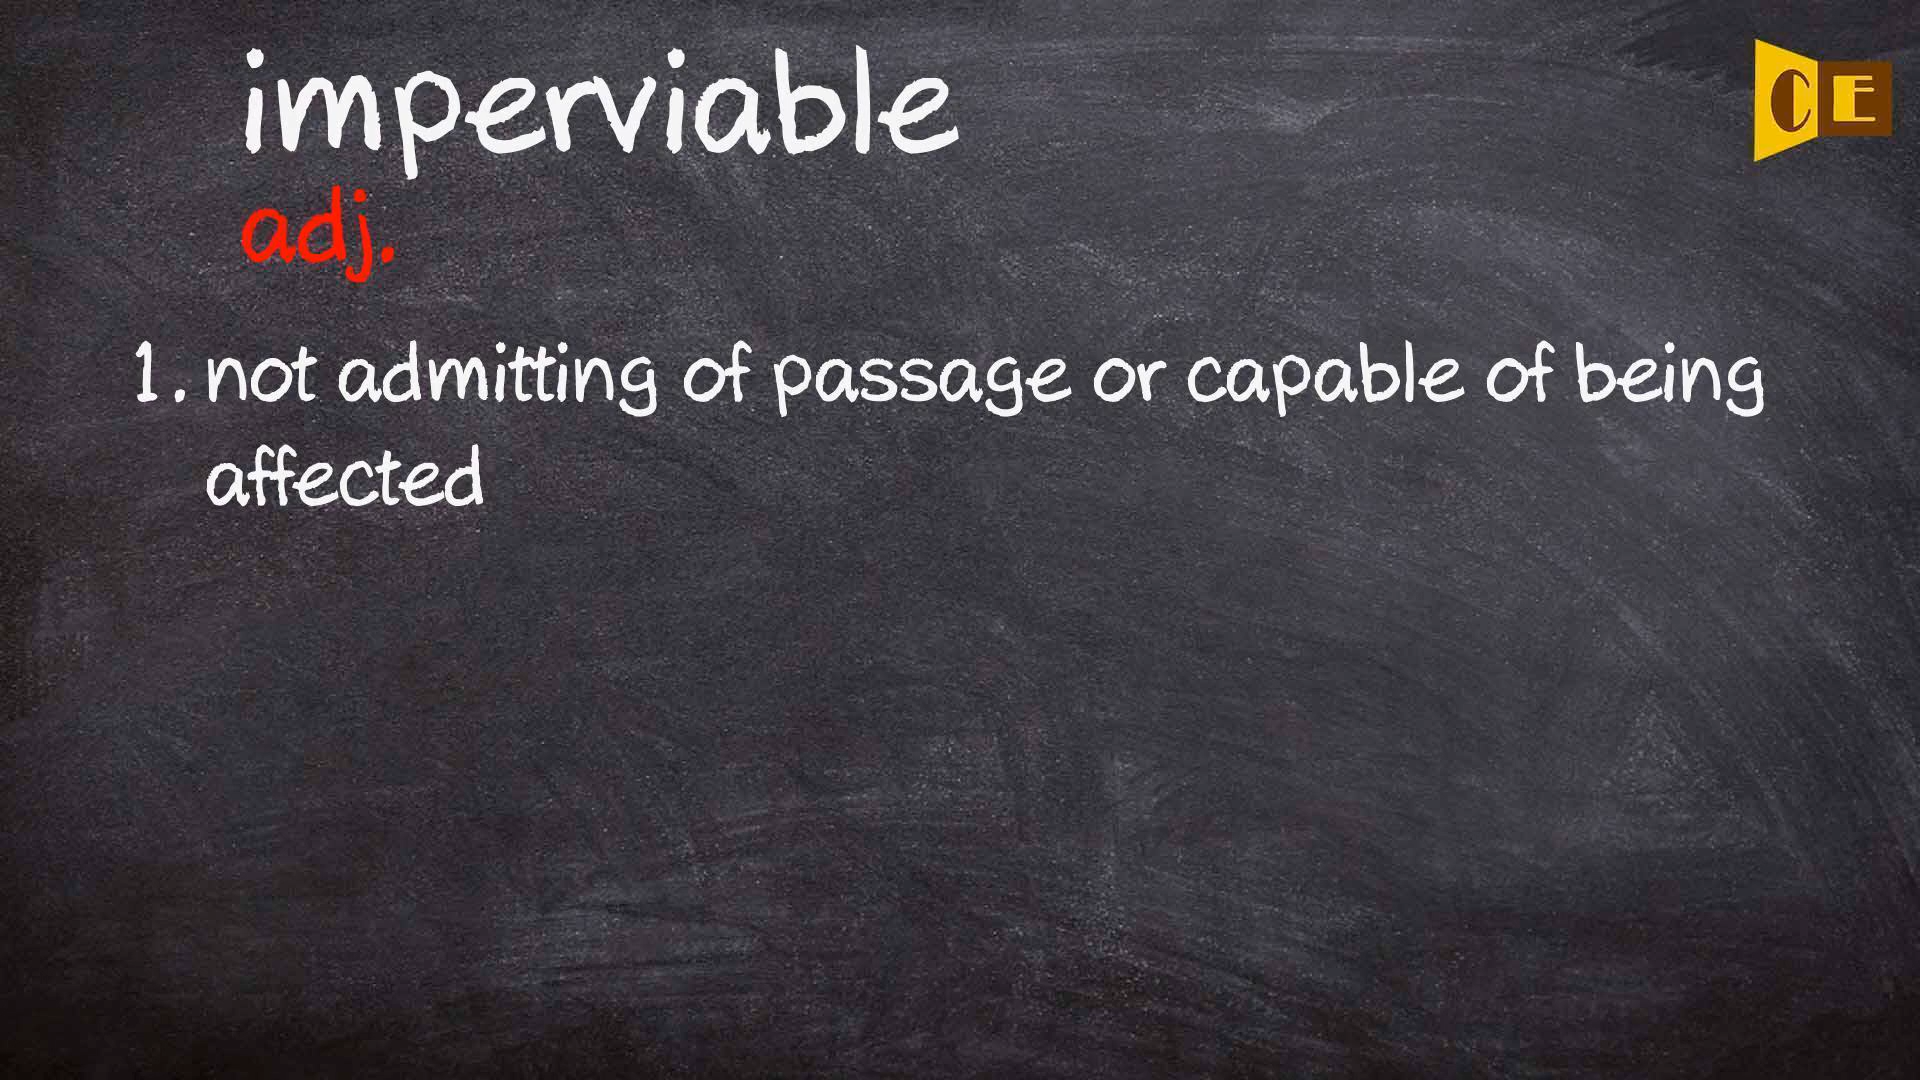 imperviable
CE
adj.
1. not admitting of passage or capable of being
affected